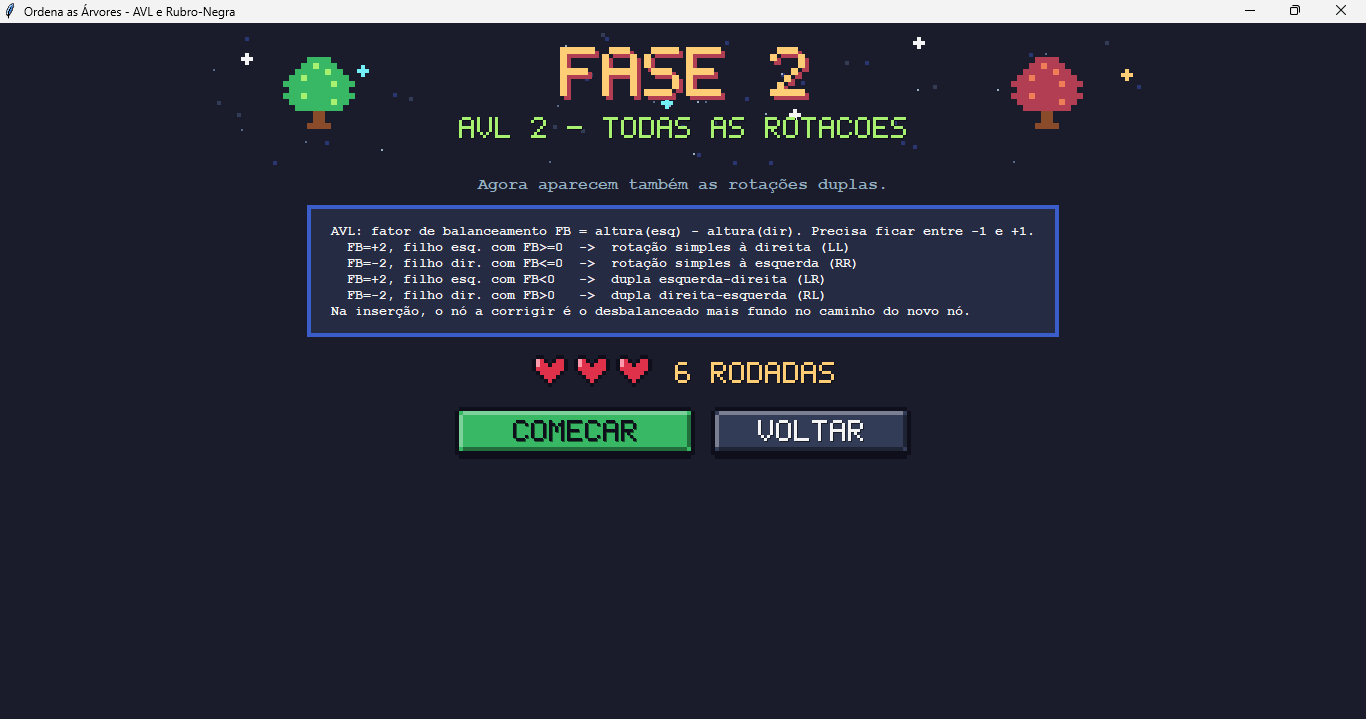 Ordena as Árvores - AVL e Rubro-Negra
FASE 2
AVL 2 - TODAS AS ROTACOES
Agora aparecem também as rotações duplas.
AVL: fator de balanceamento FB = altura(esq) - altura(dir). Precisa ficar entre -1 e +1.
FB=+2, filho esq. com FB>=0 -> rotação simples à direita (LL)
FB=-2, filho dir. com FB<=0 -> rotação simples à esquerda (RR)
FB=+2, filho esq. com FB<0 -> dupla esquerda-direita (LR)
FB=-2, filho dir. com FB>0 -> dupla direita-esquerda (RL)
Na inserção, o nó a corrigir é o desbalanceado mais fundo no caminho do novo nó.
6 RODADAS
COMECAR VOLTAR